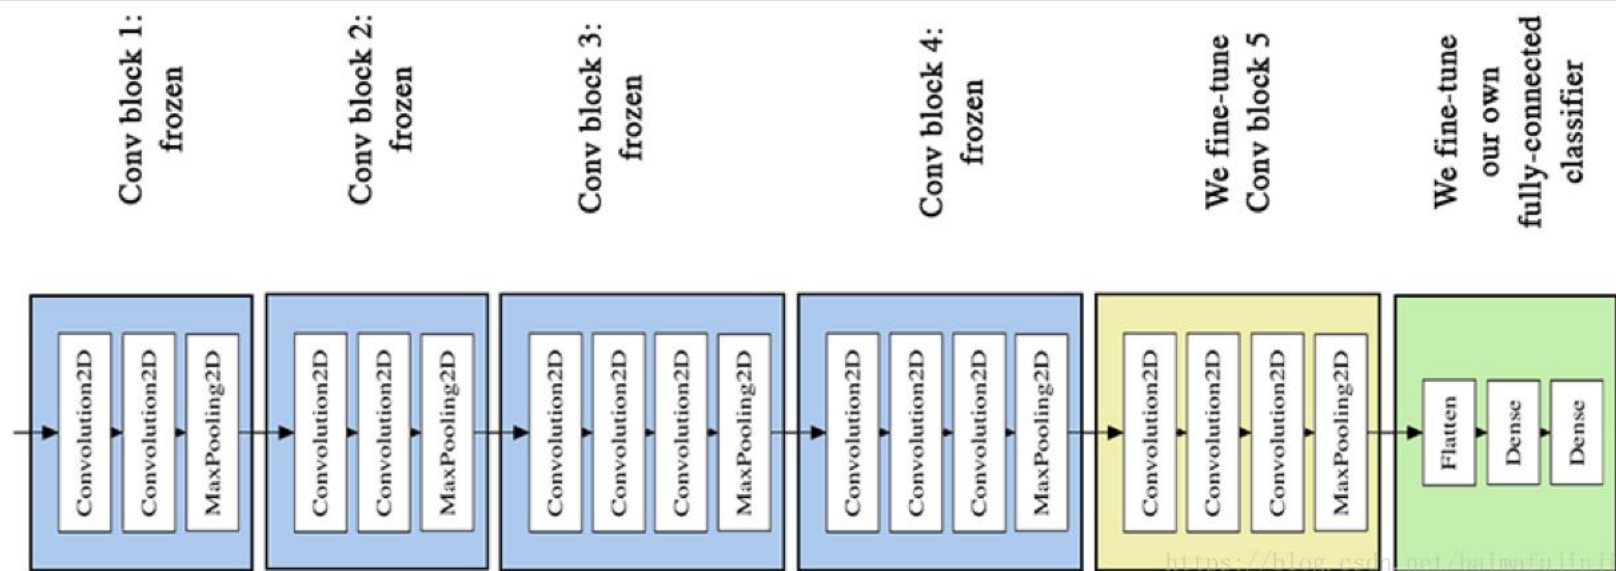 Conv block 1:
frozen
Conv block 2:
frozen
Conv block 3:
frozen
Conv block 4:
frozen
We fine-tune
Conv block 5
We fine-tune
our own
fully-connected
classifier
Convolution2D
Convolution2D
MaxPooling2D
Convolution2D
Convolution2D
MaxPooling2D
Convolution2D
Convolution2D
Convolution2D
MaxPooling2D
Convolution2D
Convolution2D
Convolution2D
MaxPooling2D
Convolution2D
Convolution2D
Convolution2D
MaxPooling2D
Flatten
Dense
Dense